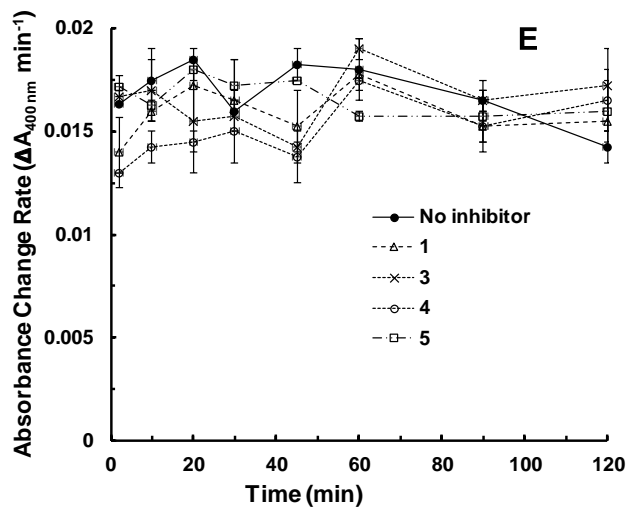 E
0.02
0.015
0.01
0.005
0
Absorbance Change Rate (ΔA400 nm min⁻¹)
No inhibitor
1
3
4
5
0 20 40 60 80 100 120
Time (min)